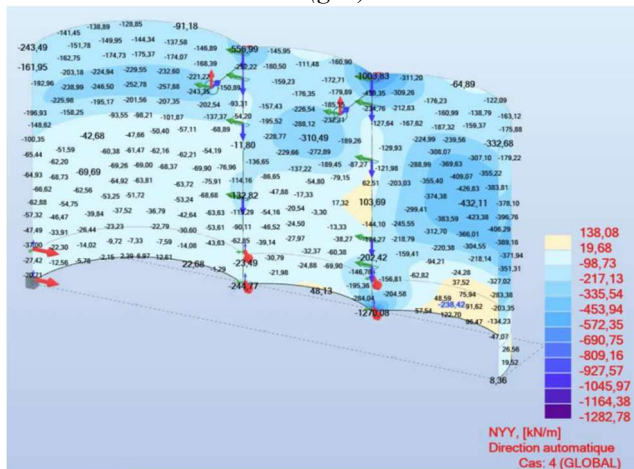 -138,89 -128,85 -91,18
-141,45
-243,49 -151,78 -149,95 -144,34 -137,58 -146,89 -556,99 -145,95
-162,75 -174,73 -175,37 -174,07 -168,39 -160,50 -111,48 -160,90
-161,95 -203,18 -224,94 -229,55 -232,60 -221,22 -159,23 -172,71 -1003,83 -311,20
-192,96 -238,99 -246,50 -252,78 -257,88 -243,35 -150,89 -176,35 -179,89 -309,26 -64,89
-225,98 -195,17 -201,56 -207,35 -202,54 -93,31 -157,43 -226,54 -234,76 -212,83 -176,23 -122,09
-196,93 -158,25 -93,55 -98,21 -101,87 -137,37 -54,20 -195,52 -288,12 -127,64 -167,62 -160,99 -138,79 -163,12
-148,62 -187,32 -159,37 -175,88
-100,35 -42,68 -47,66 -50,40 -57,11 -68,89 -11,80 -228,77 -310,49 -189,26 -129,93 -224,99 -239,56 -332,68
-65,44 -51,59 -60,38 -61,47 -62,16 -62,21 -54,19 -229,66 -272,89 -308,07 -307,10 -179,22
-62,20 -69,26 -69,00 -68,37 -69,90 -76,96 -136,65 -137,22 -189,45 -87,27 -121,98 -288,99 -369,63 -363,55
-64,93 -68,73 -69,69 -64,92 -63,81 -63,72 -75,91 -114,16 -86,65 -54,80 -79,15 62,51 -203,03 -355,40 -409,07 -355,22
-66,62 -62,56 -53,25 -51,72 -53,24 -68,68 -132,82 -47,88 -17,33 -374,35 -426,83 -383,81
-62,88 -54,75 17,32 103,69 -432,11 -378,10
-57,32 -46,47 -39,84 -37,52 -36,79 -42,64 -63,63 -54,16 -20,54 -3,30 -299,41 -383,59 -423,38 -396,76
-47,49 -33,91 -26,44 -23,23 -22,79 -30,60 -53,61 -90,11 -46,52 -24,50 -13,33 -144,10 -245,55 -312,70 -366,01 -406,29
-22,30 -14,02 -9,72 -7,33 -7,59 -14,08 -43,63 -62,85 -39,14 -27,97 -38,27 -218,79 -220,38 -304,55 -389,16
-27,42 -12,56 -5,78 -2,15 2,39 6,97 12,61 22,68 -1,29 -23,49 -30,77 -32,37 -60,38 -202,42 -159,41 -94,21 -218,14 -371,94
-21,98 -24,88 -69,90 -146,78 -156,81 -62,82 -24,28 -351,31
-244,77 48,13 -195,36 -204,58 37,52 -327,02
-284,04 48,59 75,94 -283,38
-1270,08 57,54 -238,42 91,62 -203,35
122,70 86,47 -134,23
-47,07
26,56
19,52
8,36
138,08
19,68
-98,73
-217,13
-335,54
-453,94
-572,35
-690,75
-809,16
-927,57
-1045,97
-1164,38
-1282,78
NYY, [kN/m]
Direction automatique
Cas: 4 (GLOBAL)